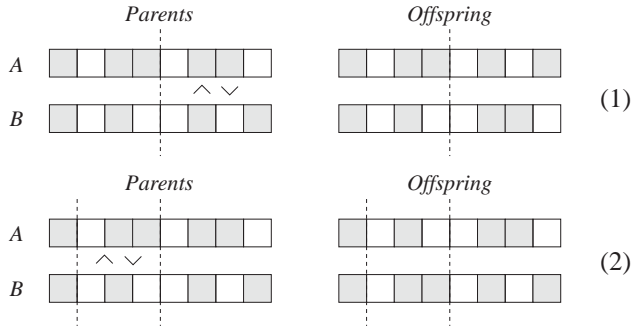 Parents Offspring
A
B
(1)
Parents Offspring
A
B
(2)